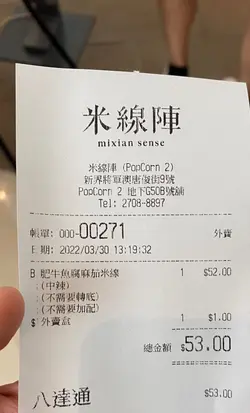 米線陣
mixian sense
米線陣 (PopCorn 2)
新界將軍澳唐俊街9號
PopCorn 2 地下G50B號舖
Tel: 2708-8897
帳單: 000-00271 外賣
日期: 2022/03/30 13:19:32
B 肥牛魚腐麻茄米線 1 $52.00
:(中辣)
:(不需要轉底)
:(不需要加配)
$ 外賣盒 1 $1.00
總金額 $53.00
八達通 $53.00